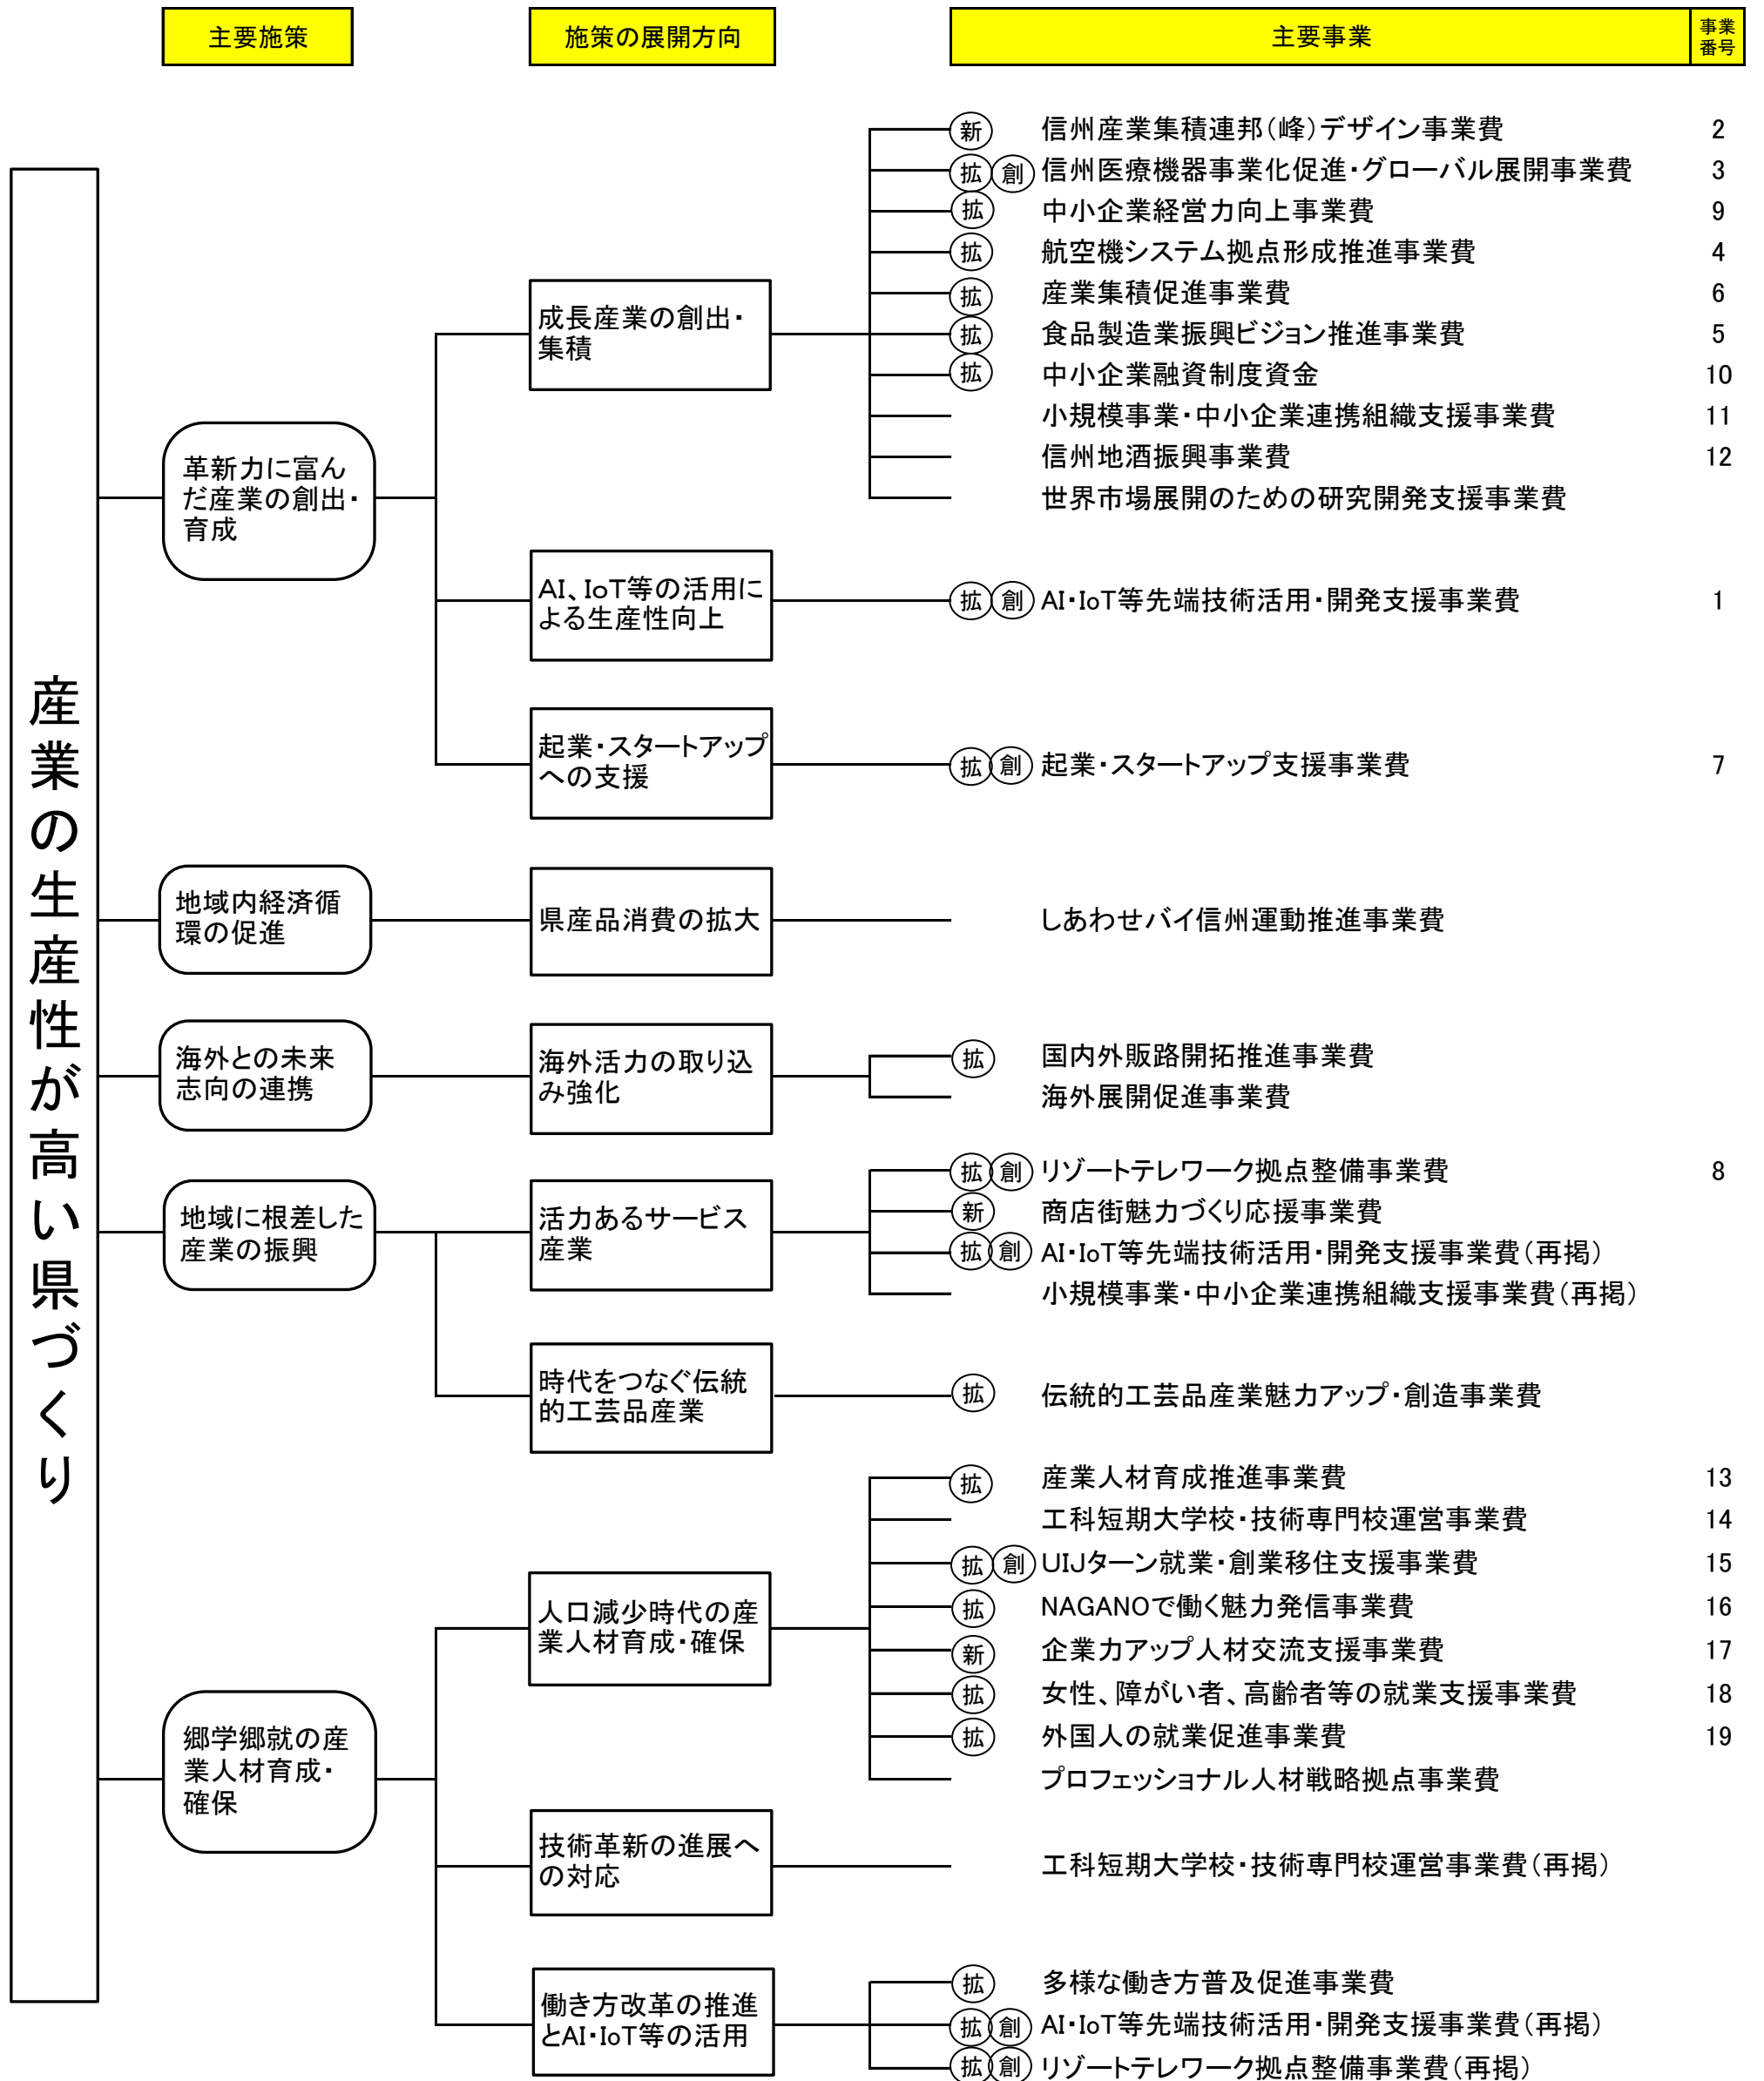 主要施策
施策の展開方向
主要事業
事業
番号
産業の生産性が高い県づくり
革新力に富ん
だ産業の創出・
育成
成長産業の創出・
集積
新 信州産業集積連邦(峰)デザイン事業費 2
拡 創 信州医療機器事業化促進・グローバル展開事業費 3
拡 中小企業経営力向上事業費 9
拡 航空機システム拠点形成推進事業費 4
拡 産業集積促進事業費 6
拡 食品製造業振興ビジョン推進事業費 5
拡 中小企業融資制度資金 10
小規模事業・中小企業連携組織支援事業費 11
信州地酒振興事業費 12
世界市場展開のための研究開発支援事業費
AI、IoT等の活用に
よる生産性向上
拡 創 AI・IoT等先端技術活用・開発支援事業費 1
起業・スタートアップ
への支援
拡 創 起業・スタートアップ支援事業費 7
地域内経済循
環の促進
県産品消費の拡大
しあわせバイ信州運動推進事業費
海外との未来
志向の連携
海外活力の取り込
み強化
拡 国内外販路開拓推進事業費
海外展開促進事業費
地域に根差した
産業の振興
活力あるサービス
産業
拡 創 リゾートテレワーク拠点整備事業費 8
新 商店街魅力づくり応援事業費
拡 創 AI・IoT等先端技術活用・開発支援事業費(再掲)
小規模事業・中小企業連携組織支援事業費(再掲)
時代をつなぐ伝統
的工芸品産業
拡 伝統的工芸品産業魅力アップ・創造事業費
郷学郷就の産
業人材育成・
確保
人口減少時代の産
業人材育成・確保
拡 産業人材育成推進事業費 13
工科短期大学校・技術専門校運営事業費 14
拡 創 UIJターン就業・創業移住支援事業費 15
拡 NAGANOで働く魅力発信事業費 16
新 企業力アップ人材交流支援事業費 17
拡 女性、障がい者、高齢者等の就業支援事業費 18
拡 外国人の就業促進事業費 19
プロフェッショナル人材戦略拠点事業費
技術革新の進展へ
の対応
工科短期大学校・技術専門校運営事業費(再掲)
働き方改革の推進
とAI・IoT等の活用
拡 多様な働き方普及促進事業費
拡 創 AI・IoT等先端技術活用・開発支援事業費(再掲)
拡 創 リゾートテレワーク拠点整備事業費(再掲)